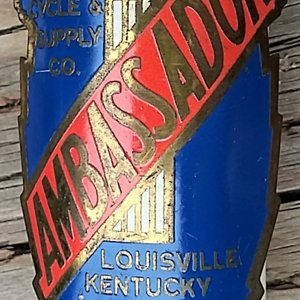 CYCLE &
SUPPLY
CO.
AMBASSADOR
LOUISVILLE
KENTUCKY